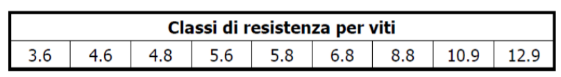 Classi di resistenza per viti
3.6 4.6 4.8 5.6 5.8 6.8 8.8 10.9 12.9